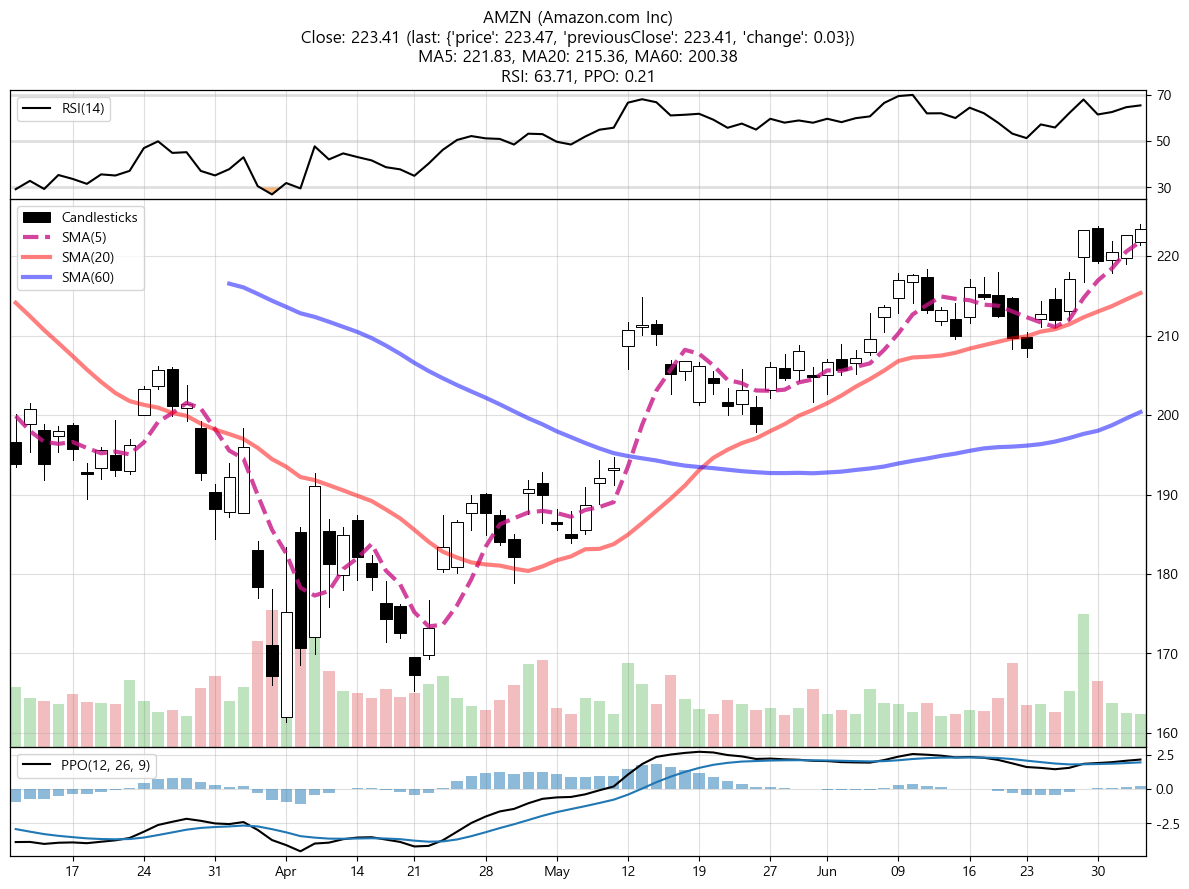 AMZN (Amazon.com Inc)
Close: 223.41 (last: {'price': 223.47, 'previousClose': 223.41, 'change': 0.03})
MA5: 221.83, MA20: 215.36, MA60: 200.38
RSI: 63.71, PPO: 0.21
RSI(14)
70
50
30
Candlesticks
SMA(5)
SMA(20)
SMA(60)
220
210
200
190
180
170
160
PPO(12, 26, 9)
2.5
0.0
−2.5
17 24 31 Apr 14 21 28 May 12 19 27 Jun 09 16 23 30